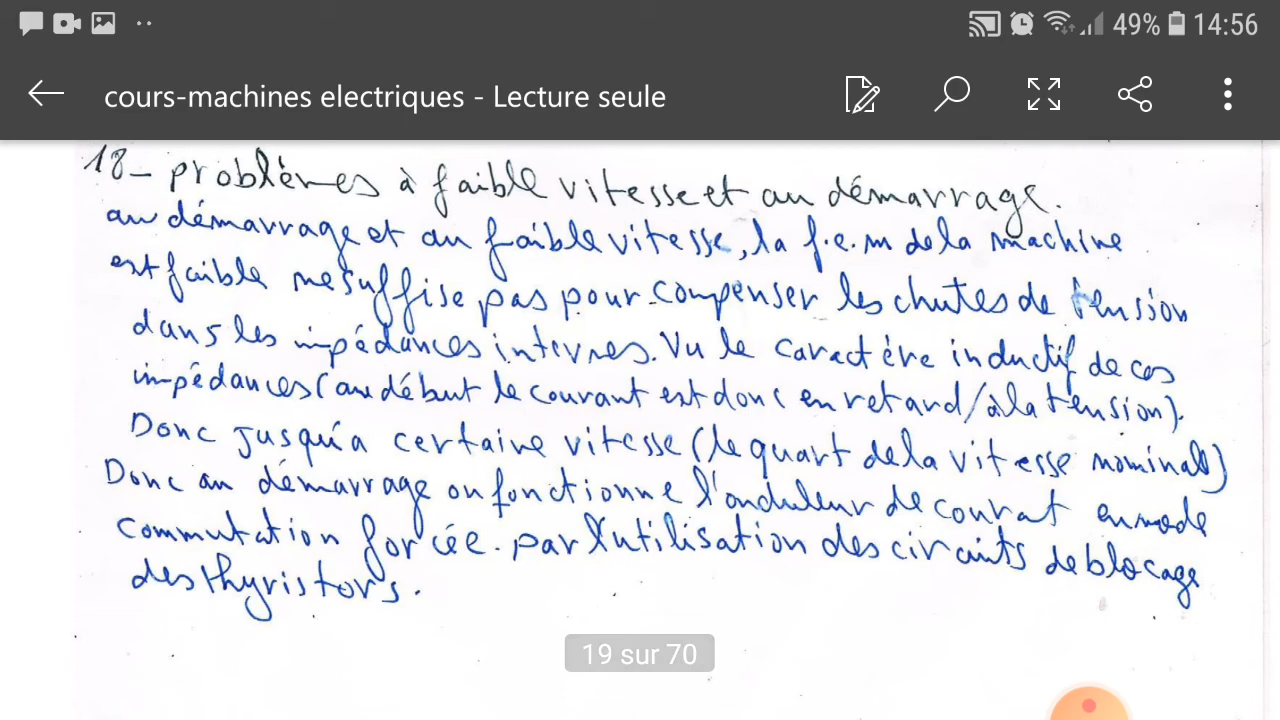 49% 14:56
cours-machines electriques - Lecture seule
18- problèmes à faible vitesse et au démarrage.
au démarrage et au faible vitesse, la f.e.m de la machine
est faible ne suffise pas pour compenser les chutes de tension
dans les impédances internes. Vu le caractère inductif de ces
impédances (au début le courant est donc en retard/à la tension).
Donc jusqu'a certaine vitesse (le quart de la vitesse nominale)
Donc au démarrage on fonctionne l'onduleur de courat en mode
commutation forcée. par l'utilisation des circuits de blocage
des thyristors.
19 sur 70